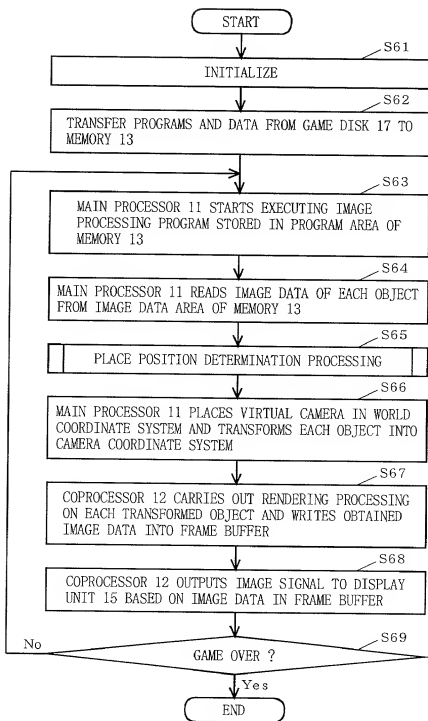 START
S61
INITIALIZE
S62
TRANSFER PROGRAMS AND DATA FROM GAME DISK 17 TO
MEMORY 13
S63
MAIN PROCESSOR 11 STARTS EXECUTING IMAGE
PROCESSING PROGRAM STORED IN PROGRAM AREA OF
MEMORY 13
S64
MAIN PROCESSOR 11 READS IMAGE DATA OF EACH OBJECT
FROM IMAGE DATA AREA OF MEMORY 13
S65
PLACE POSITION DETERMINATION PROCESSING
S66
MAIN PROCESSOR 11 PLACES VIRTUAL CAMERA IN WORLD
COORDINATE SYSTEM AND TRANSFORMS EACH OBJECT INTO
CAMERA COORDINATE SYSTEM
S67
COPROCESSOR 12 CARRIES OUT RENDERING PROCESSING
ON EACH TRANSFORMED OBJECT AND WRITES OBTAINED
IMAGE DATA INTO FRAME BUFFER
S68
COPROCESSOR 12 OUTPUTS IMAGE SIGNAL TO DISPLAY
UNIT 15 BASED ON IMAGE DATA IN FRAME BUFFER
S69
No
GAME OVER ?
Yes
END